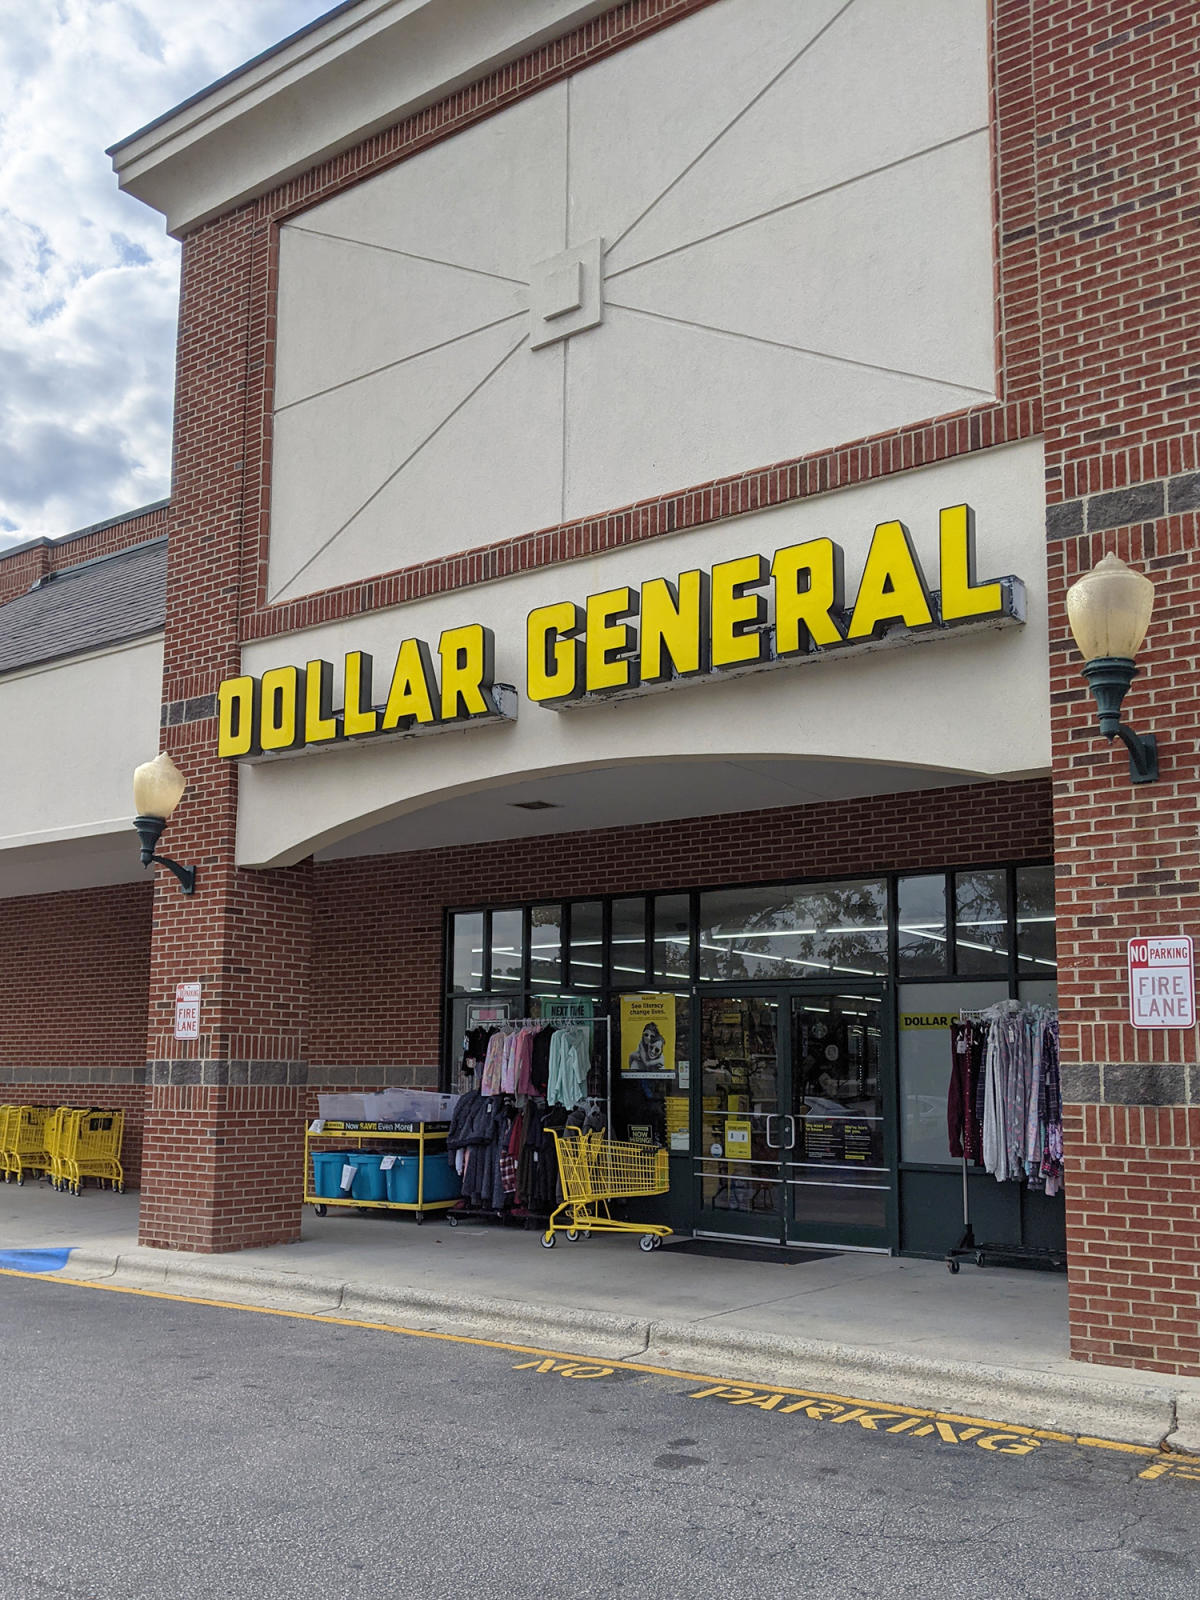 DOLLAR GENERAL
NO PARKING
FIRE
LANE
FIRE
LANE
See literacy
change lives.
NEXT TIME
DOLLAR
Now SAVE Even More!
NOW
HIRING!
NO PARKING